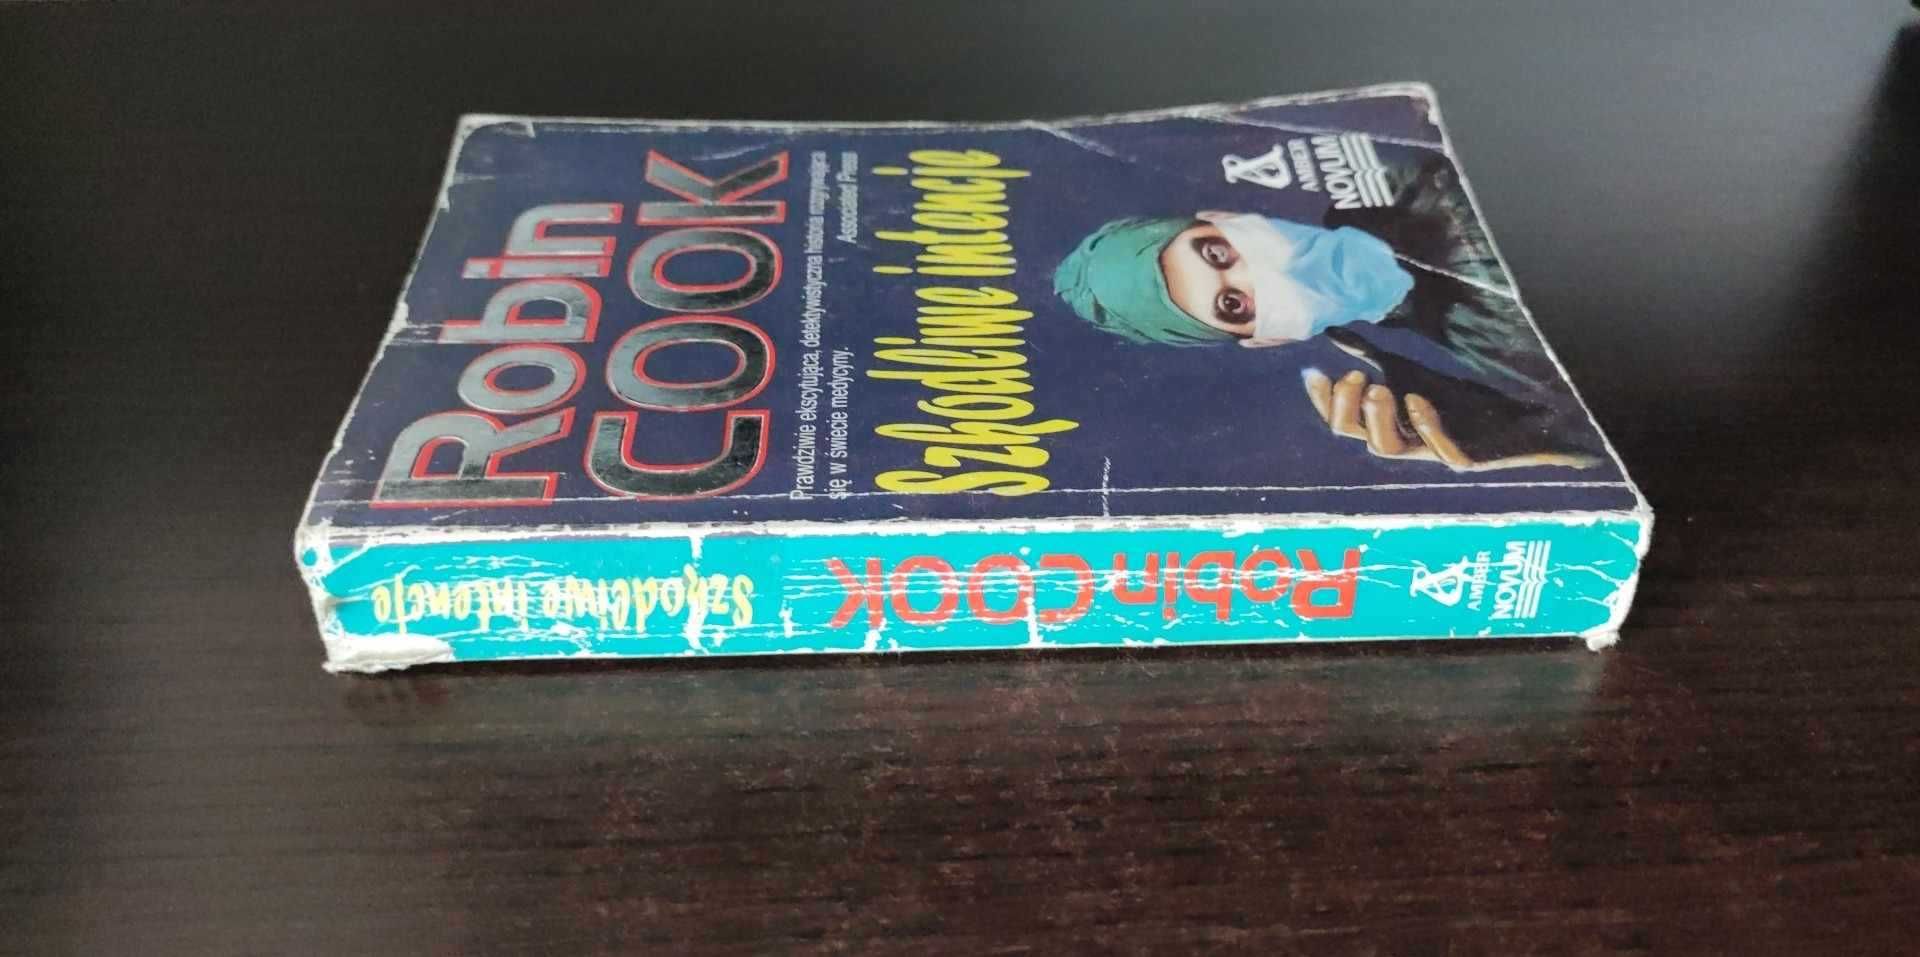 Robin
COOK
Prawdziwie ekscytująca, detektywistyczna historia rozgrywająca
się w świecie medycyny.
Associated Press
Szkodliwe intencje
AMBER
NOVUM
Szkodliwe intencje
Robin COOK
AMBER
NOVUM